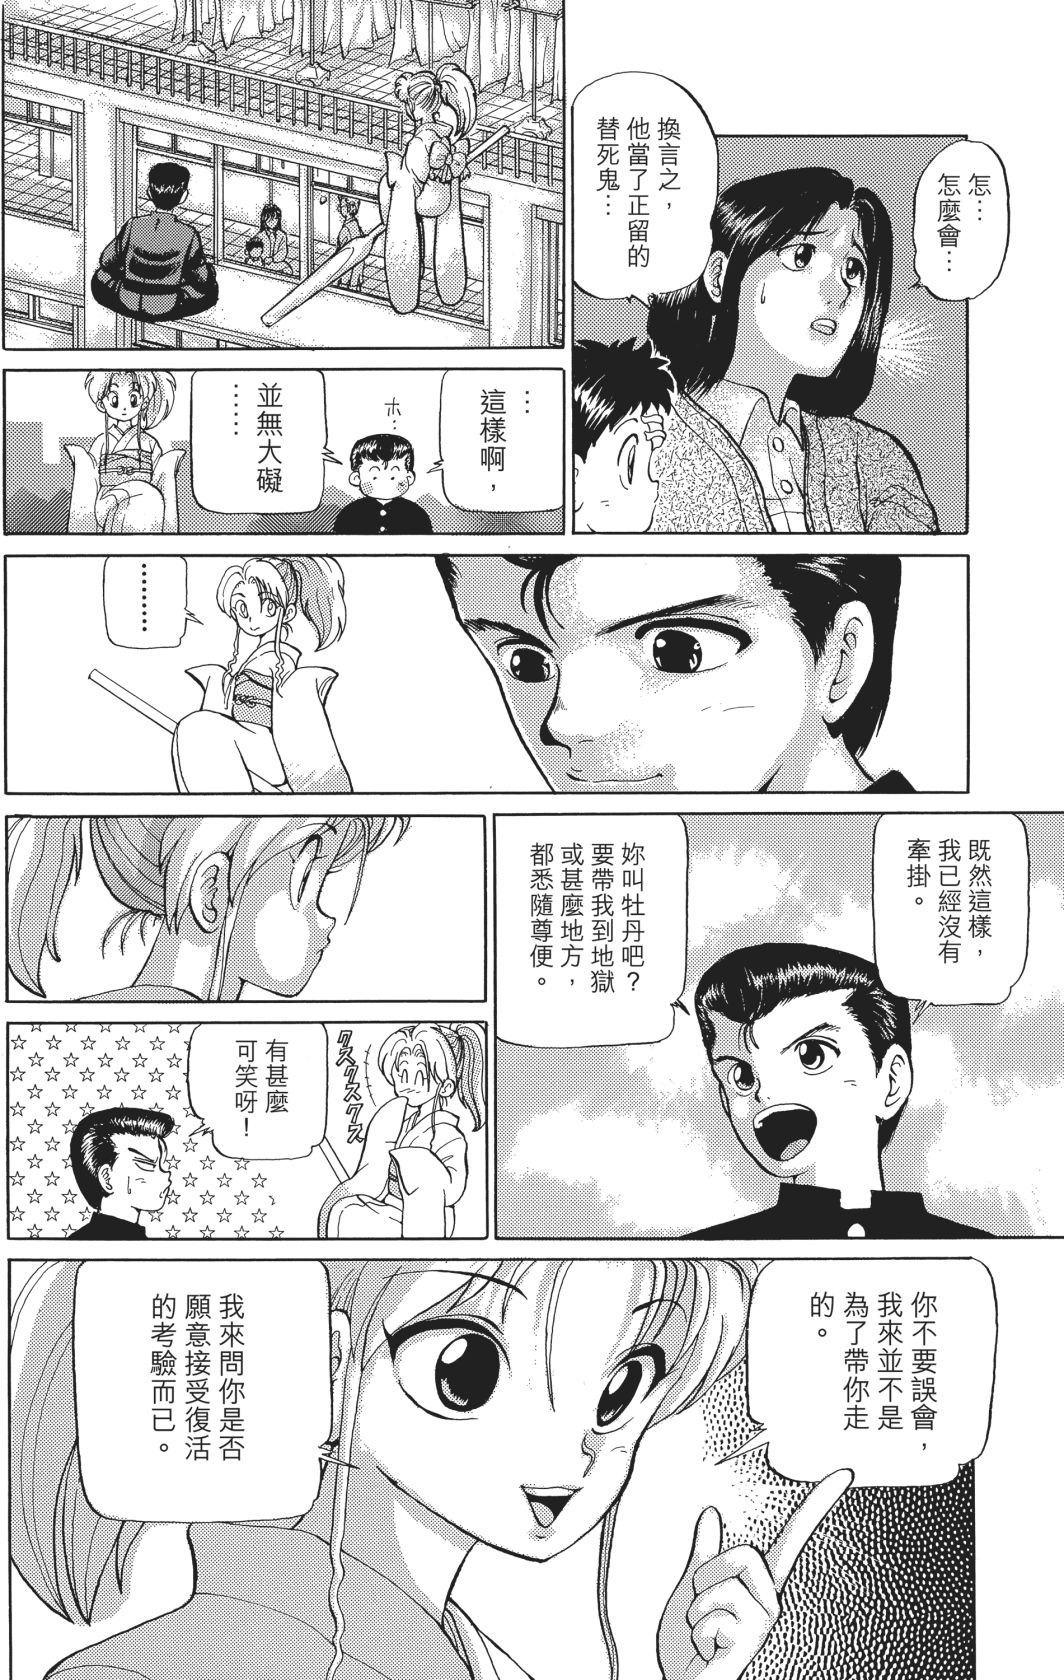 怎…
怎麼會…
換言之，
他當了正留的
替死鬼…
…
這樣啊，
ホ…
並無大礙
……
………
既然這樣，
我已經沒有
牽掛。
妳叫牡丹吧？
要帶我到地獄
或甚麼地方，
都悉隨尊便。
クスクスクス
有甚麼
可笑呀！
你不要誤會，
我來並不是
為了帶你走
的。
我來問你是否
願意接受復活
的考驗而已。